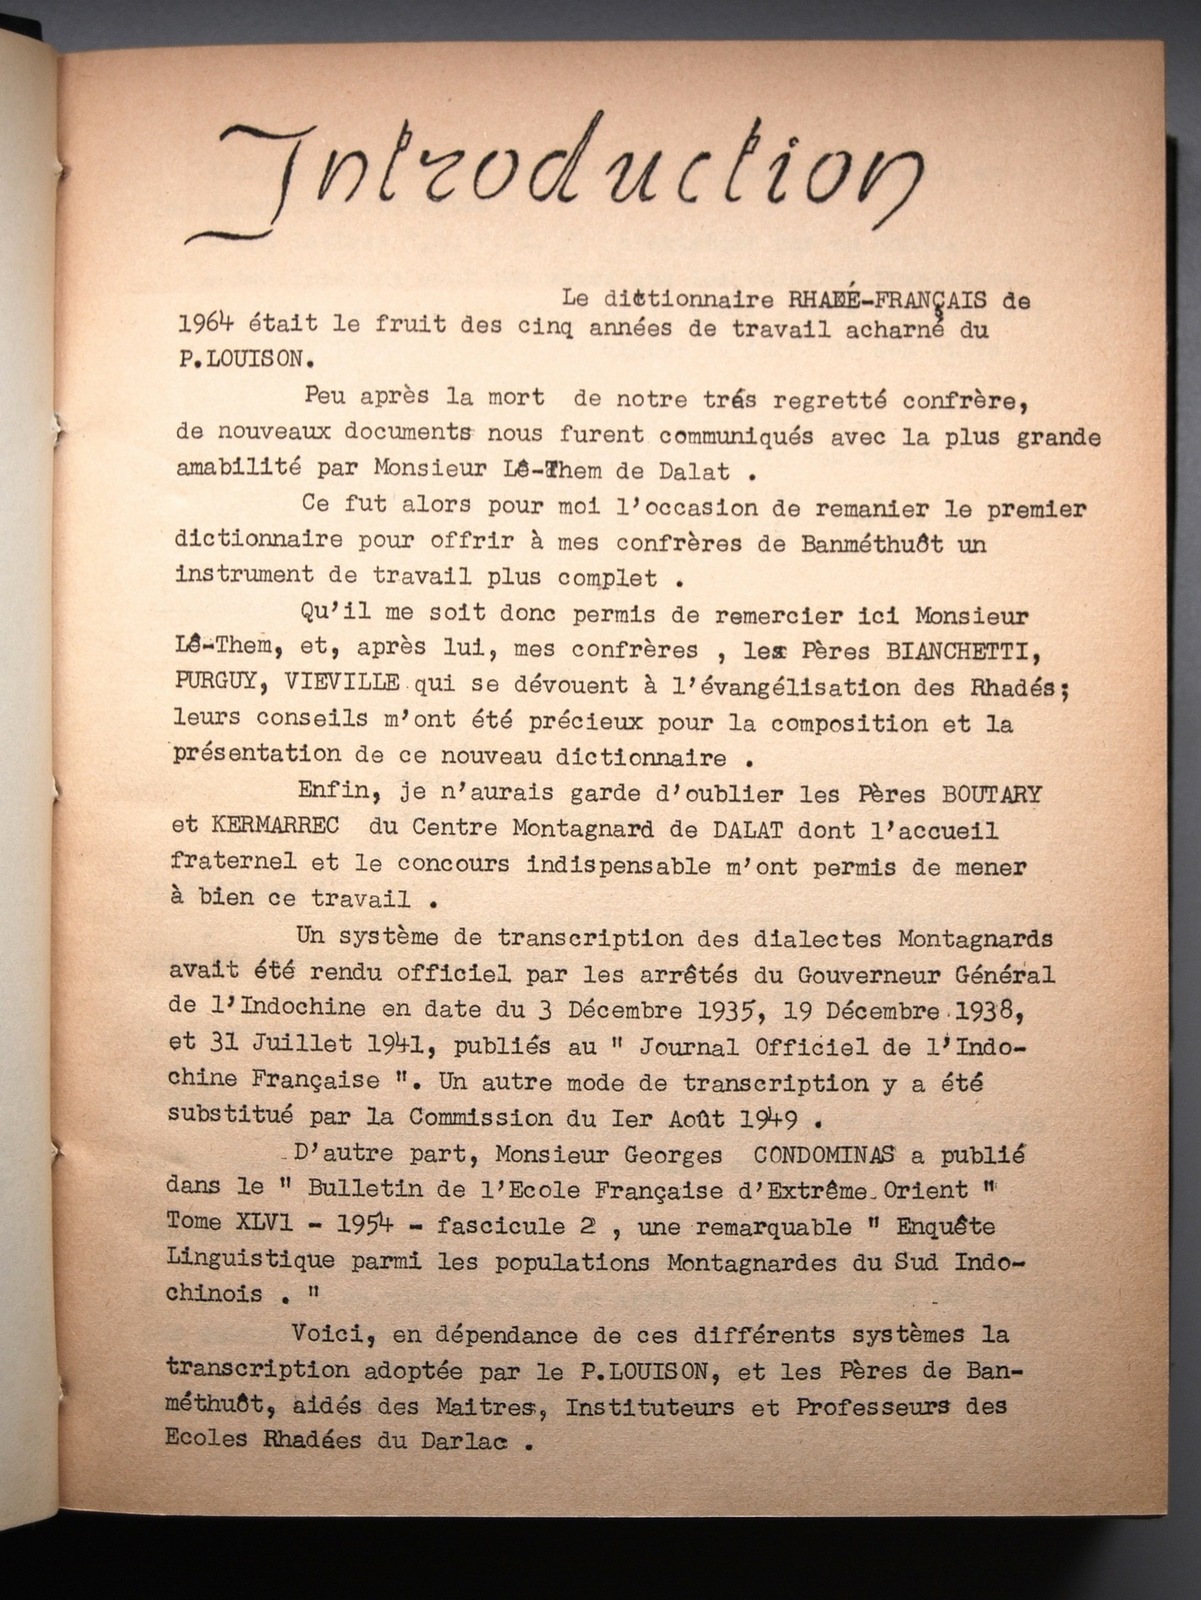 Introduction
Le dictionnaire RHADÉ-FRANÇAIS de
1964 était le fruit des cinq années de travail acharné du
P.LOUISON.
Peu après la mort de notre trés regretté confrère,
de nouveaux documents nous furent communiqués avec la plus grande
amabilité par Monsieur Lê-Them de Dalat .
Ce fut alors pour moi l'occasion de remanier le premier
dictionnaire pour offrir à mes confrères de Banméthuôt un
instrument de travail plus complet .
Qu'il me soit donc permis de remercier ici Monsieur
Lê-Them, et, après lui, mes confrères , les Pères BIANCHETTI,
PURGUY, VIEVILLE qui se dévouent à l'évangélisation des Rhadés;
leurs conseils m'ont été précieux pour la composition et la
présentation de ce nouveau dictionnaire .
Enfin, je n'aurais garde d'oublier les Pères BOUTARY
et KERMARREC du Centre Montagnard de DALAT dont l'accueil
fraternel et le concours indispensable m'ont permis de mener
à bien ce travail .
Un système de transcription des dialectes Montagnards
avait été rendu officiel par les arrêtés du Gouverneur Général
de l'Indochine en date du 3 Décembre 1935, 19 Décembre 1938,
et 31 Juillet 1941, publiés au " Journal Officiel de l'Indo-
chine Française ". Un autre mode de transcription y a été
substitué par la Commission du Ier Août 1949 .
D'autre part, Monsieur Georges CONDOMINAS a publié
dans le " Bulletin de l'Ecole Française d'Extrême-Orient "
Tome XLVl - 1954 - fascicule 2 , une remarquable " Enquête
Linguistique parmi les populations Montagnardes du Sud Indo-
chinois . "
Voici, en dépendance de ces différents systèmes la
transcription adoptée par le P.LOUISON, et les Pères de Ban-
méthuôt, aidés des Maitres, Instituteurs et Professeurs des
Ecoles Rhadées du Darlac .